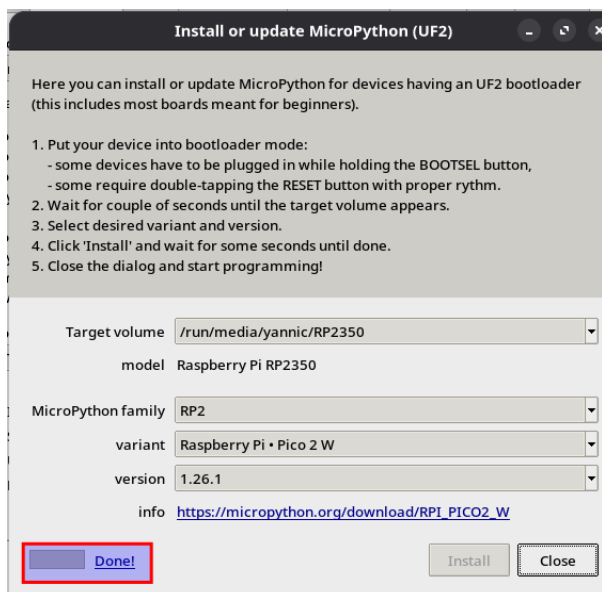 Install or update MicroPython (UF2)
Here you can install or update MicroPython for devices having an UF2 bootloader
(this includes most boards meant for beginners).
1. Put your device into bootloader mode:
- some devices have to be plugged in while holding the BOOTSEL button,
- some require double-tapping the RESET button with proper rythm.
2. Wait for couple of seconds until the target volume appears.
3. Select desired variant and version.
4. Click 'Install' and wait for some seconds until done.
5. Close the dialog and start programming!
Target volume /run/media/yannic/RP2350
model Raspberry Pi RP2350
MicroPython family RP2
variant Raspberry Pi • Pico 2 W
version 1.26.1
info https://micropython.org/download/RPI_PICO2_W
Done! Install Close